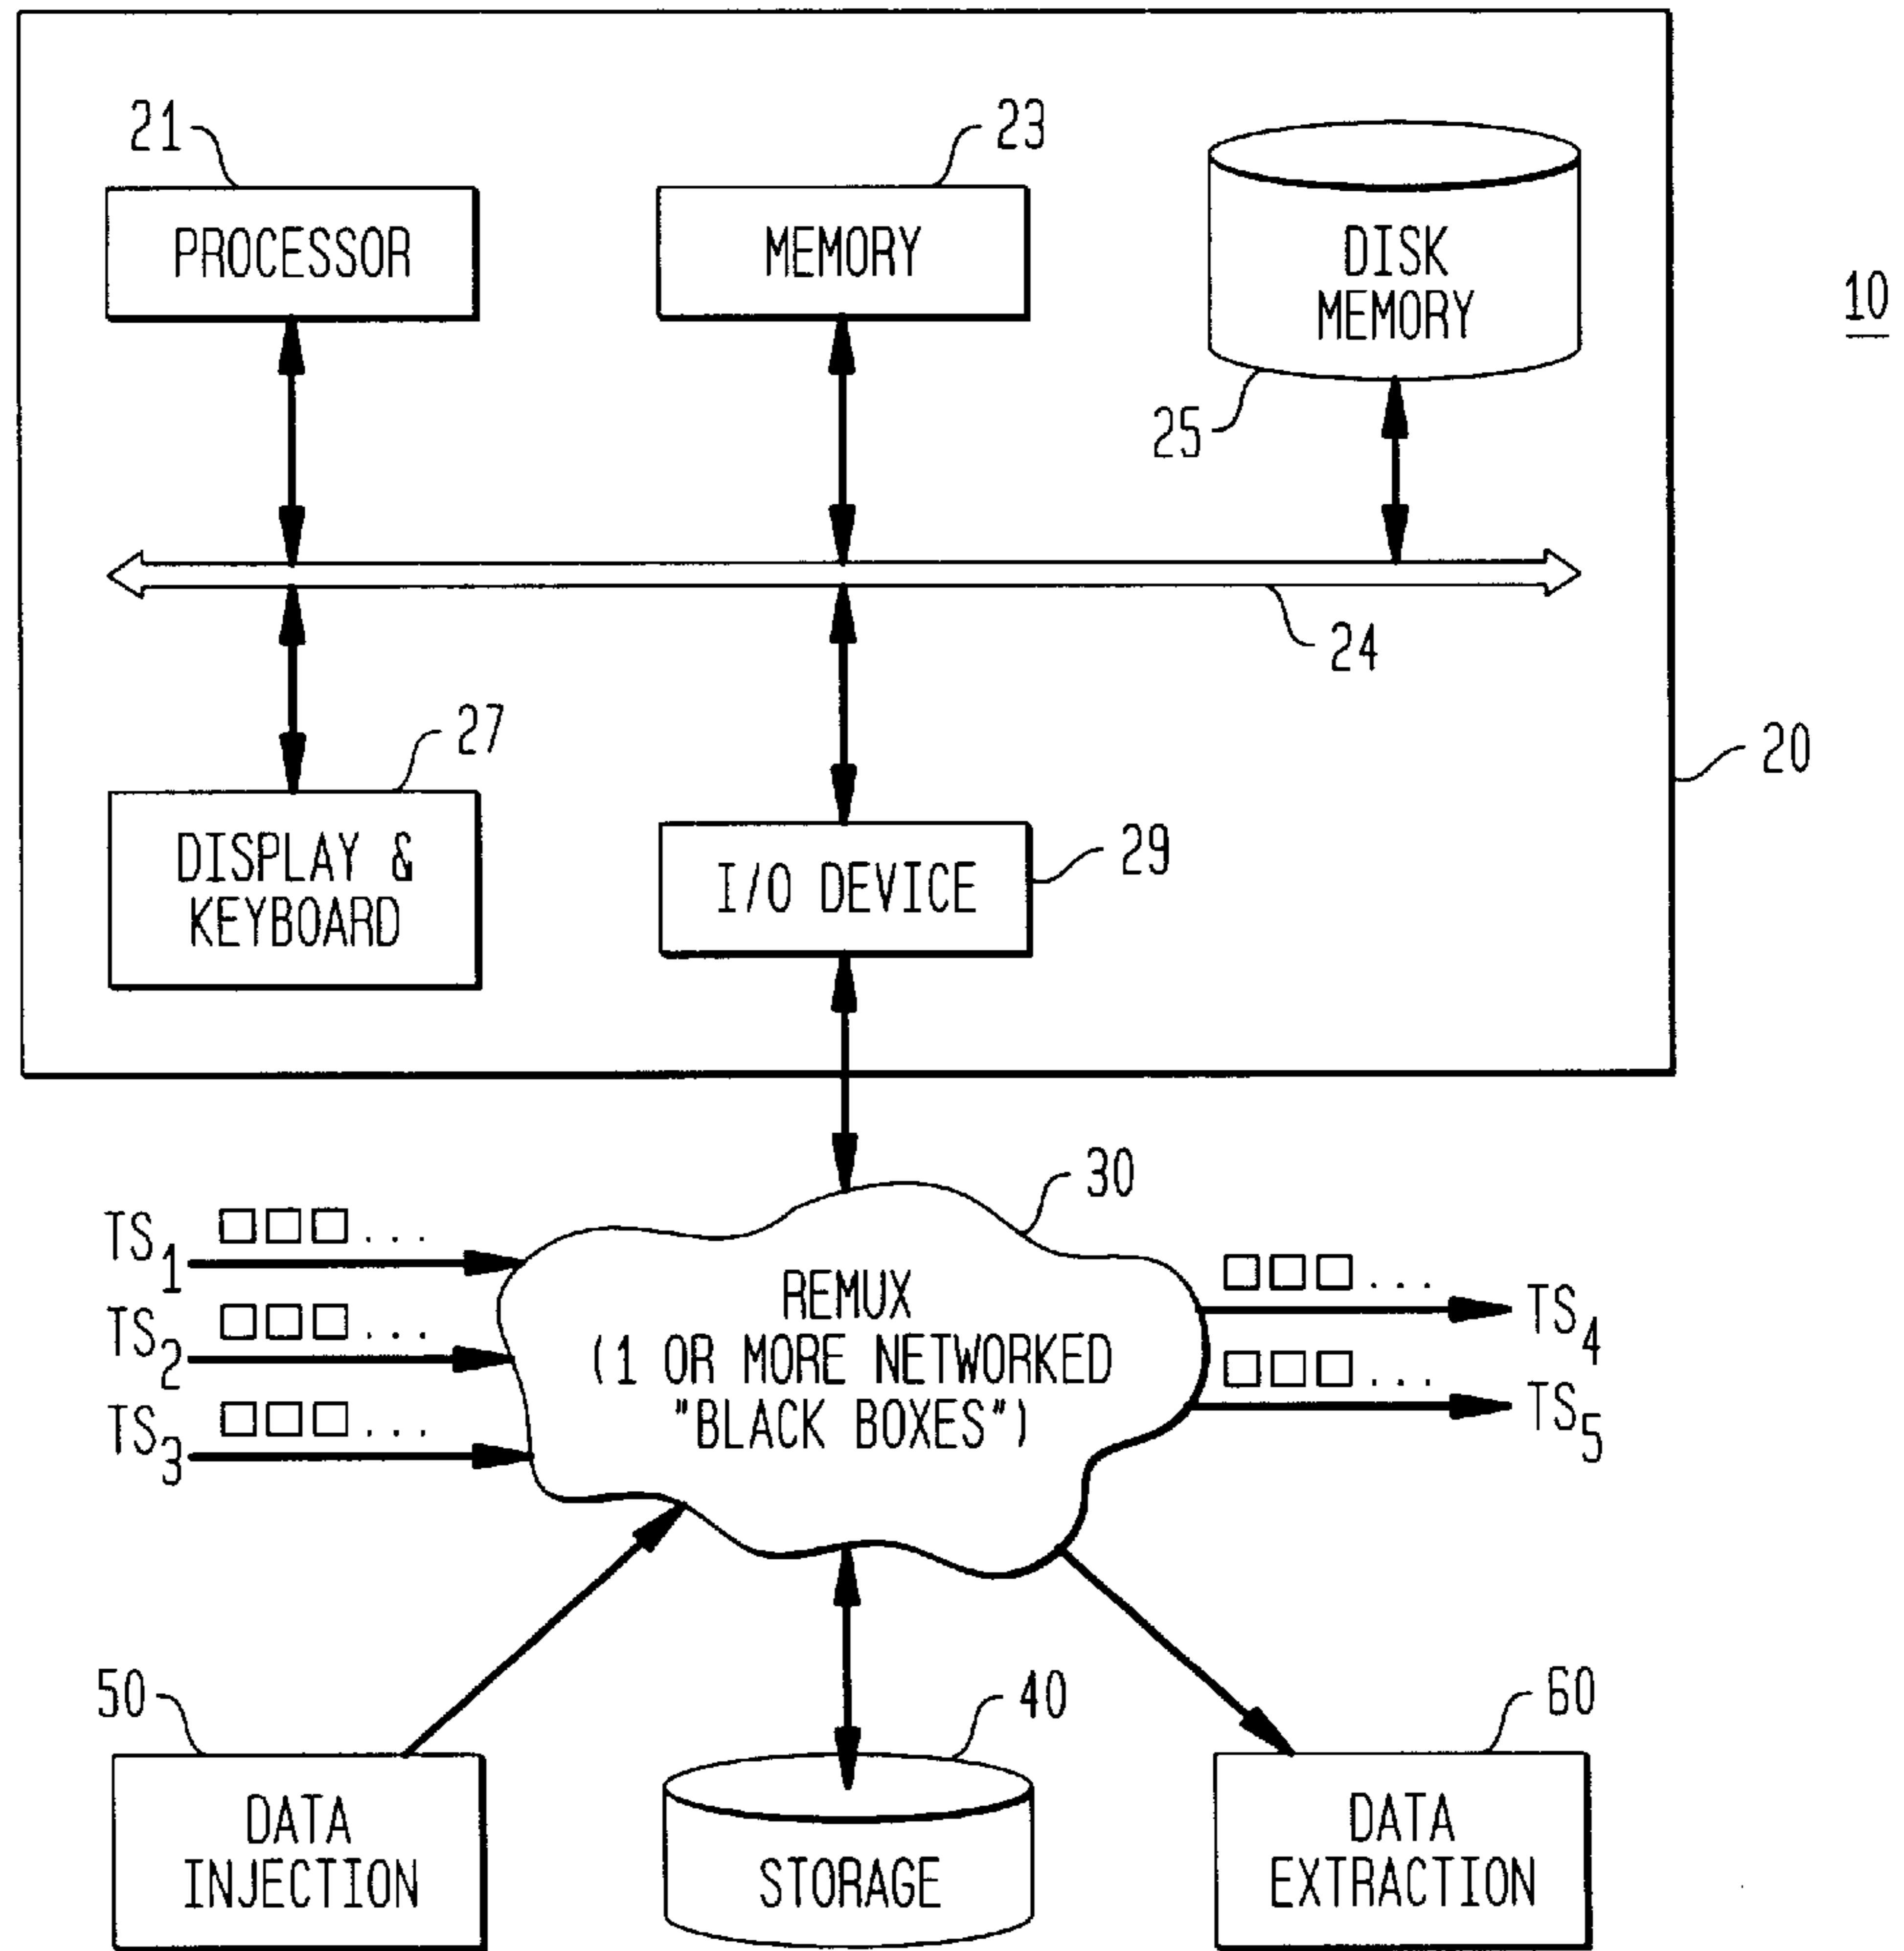 21
23
PROCESSOR
MEMORY
DISK
MEMORY
10
25
24
27
20
DISPLAY &
KEYBOARD
29
I/O DEVICE
30
TS1 ...
TS2 ...
TS3 ...
REMUX
(1 OR MORE NETWORKED
"BLACK BOXES")
... TS4
... TS5
50
40
60
DATA
INJECTION
STORAGE
DATA
EXTRACTION